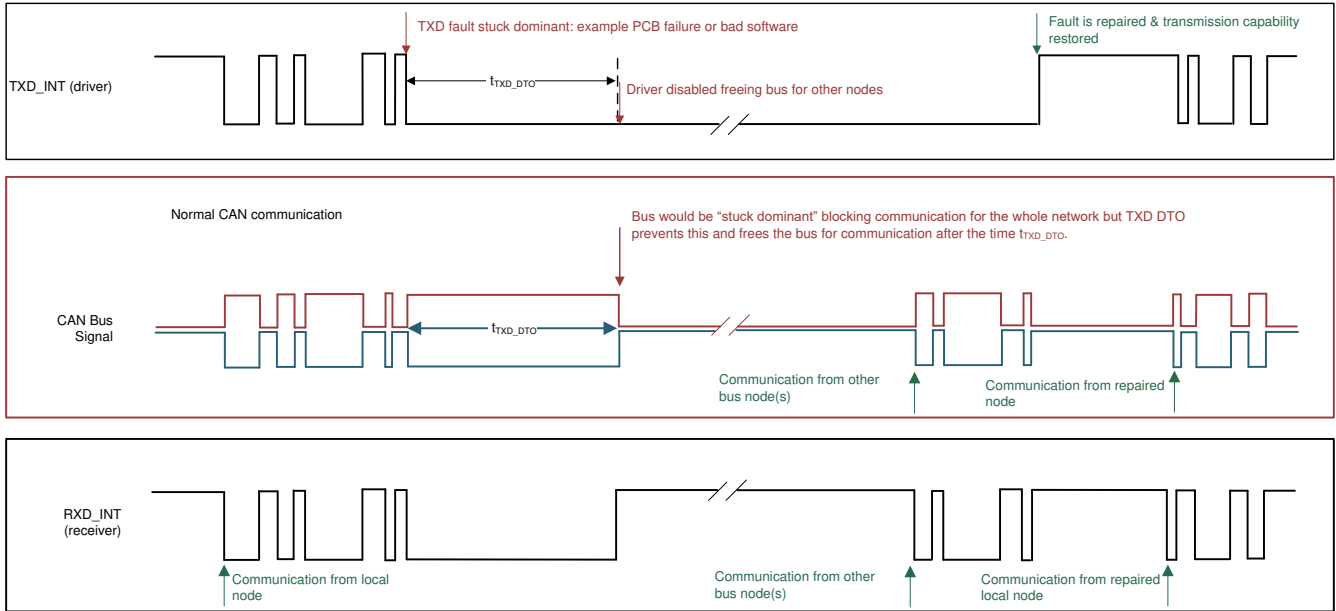 TXD fault stuck dominant: example PCB failure or bad software
Fault is repaired & transmission capability
restored
TXD_INT (driver)
tTXD_DTO
Driver disabled freeing bus for other nodes
Normal CAN communication
Bus would be “stuck dominant” blocking communication for the whole network but TXD DTO
prevents this and frees the bus for communication after the time tTXD_DTO.
CAN Bus
Signal
tTXD_DTO
Communication from other
bus node(s)
Communication from repaired
node
RXD_INT
(receiver)
Communication from local
node
Communication from other
bus node(s)
Communication from repaired
local node